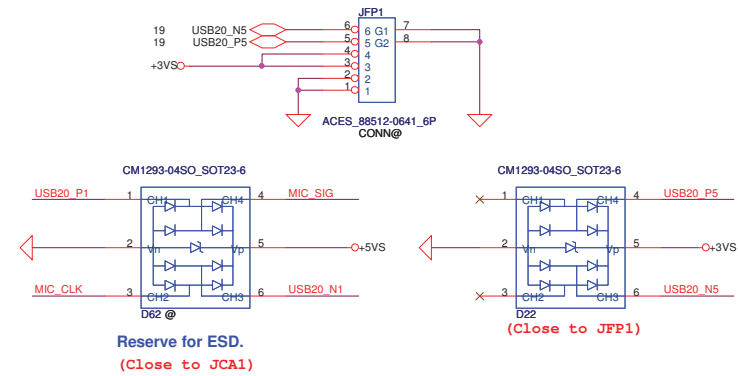 JFP1
19 USB20_N5 6 6 G1 7
19 USB20_P5 5 5 G2 8
4 4
+3VS 3 3
2 2
1 1
ACES_88512-0641_6P
CONN@
CM1293-04SO_SOT23-6
USB20_P1 1 CH1 CH4 4 MIC_SIG
2 Vn Vp 5 +5VS
MIC_CLK 3 CH2 CH3 6 USB20_N1
D62 @
Reserve for ESD.
(Close to JCA1)
CM1293-04SO_SOT23-6
1 CH1 CH4 4 USB20_P5
2 Vn Vp 5 +3VS
3 CH2 CH3 6 USB20_N5
D22
(Close to JFP1)